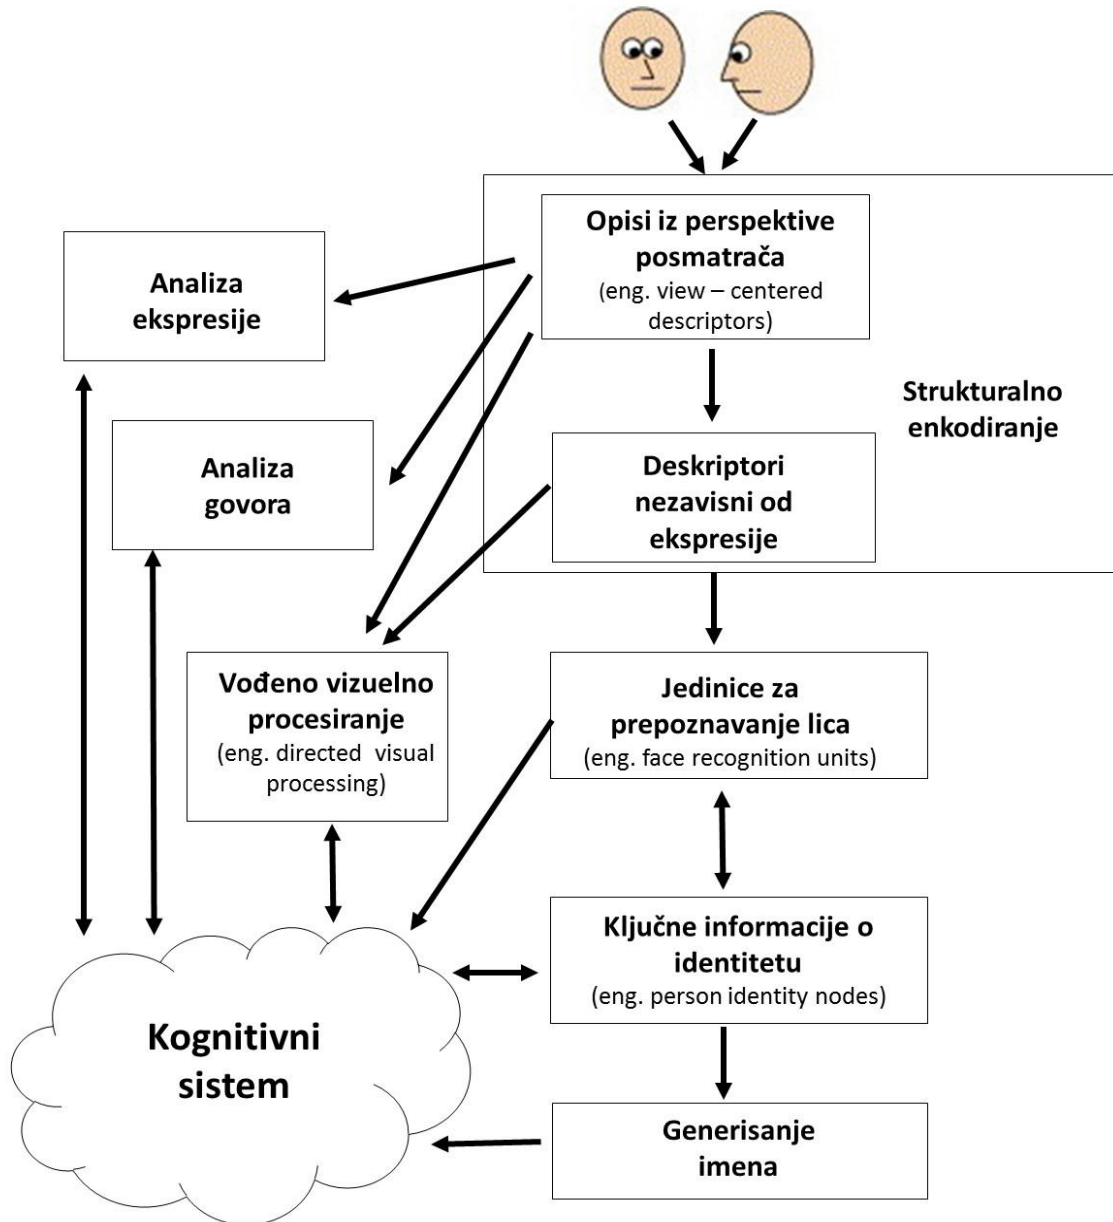 Opisi iz perspektive
posmatrača
(eng. view – centered
descriptors)
Analiza
ekspresije
Strukturalno
enkodiranje
Analiza
govora
Deskriptori
nezavisni od
ekspresije
Vođeno vizuelno
procesiranje
(eng. directed visual
processing)
Jedinice za
prepoznavanje lica
(eng. face recognition units)
Ključne informacije o
identitetu
(eng. person identity nodes)
Kognitivni
sistem
Generisanje
imena